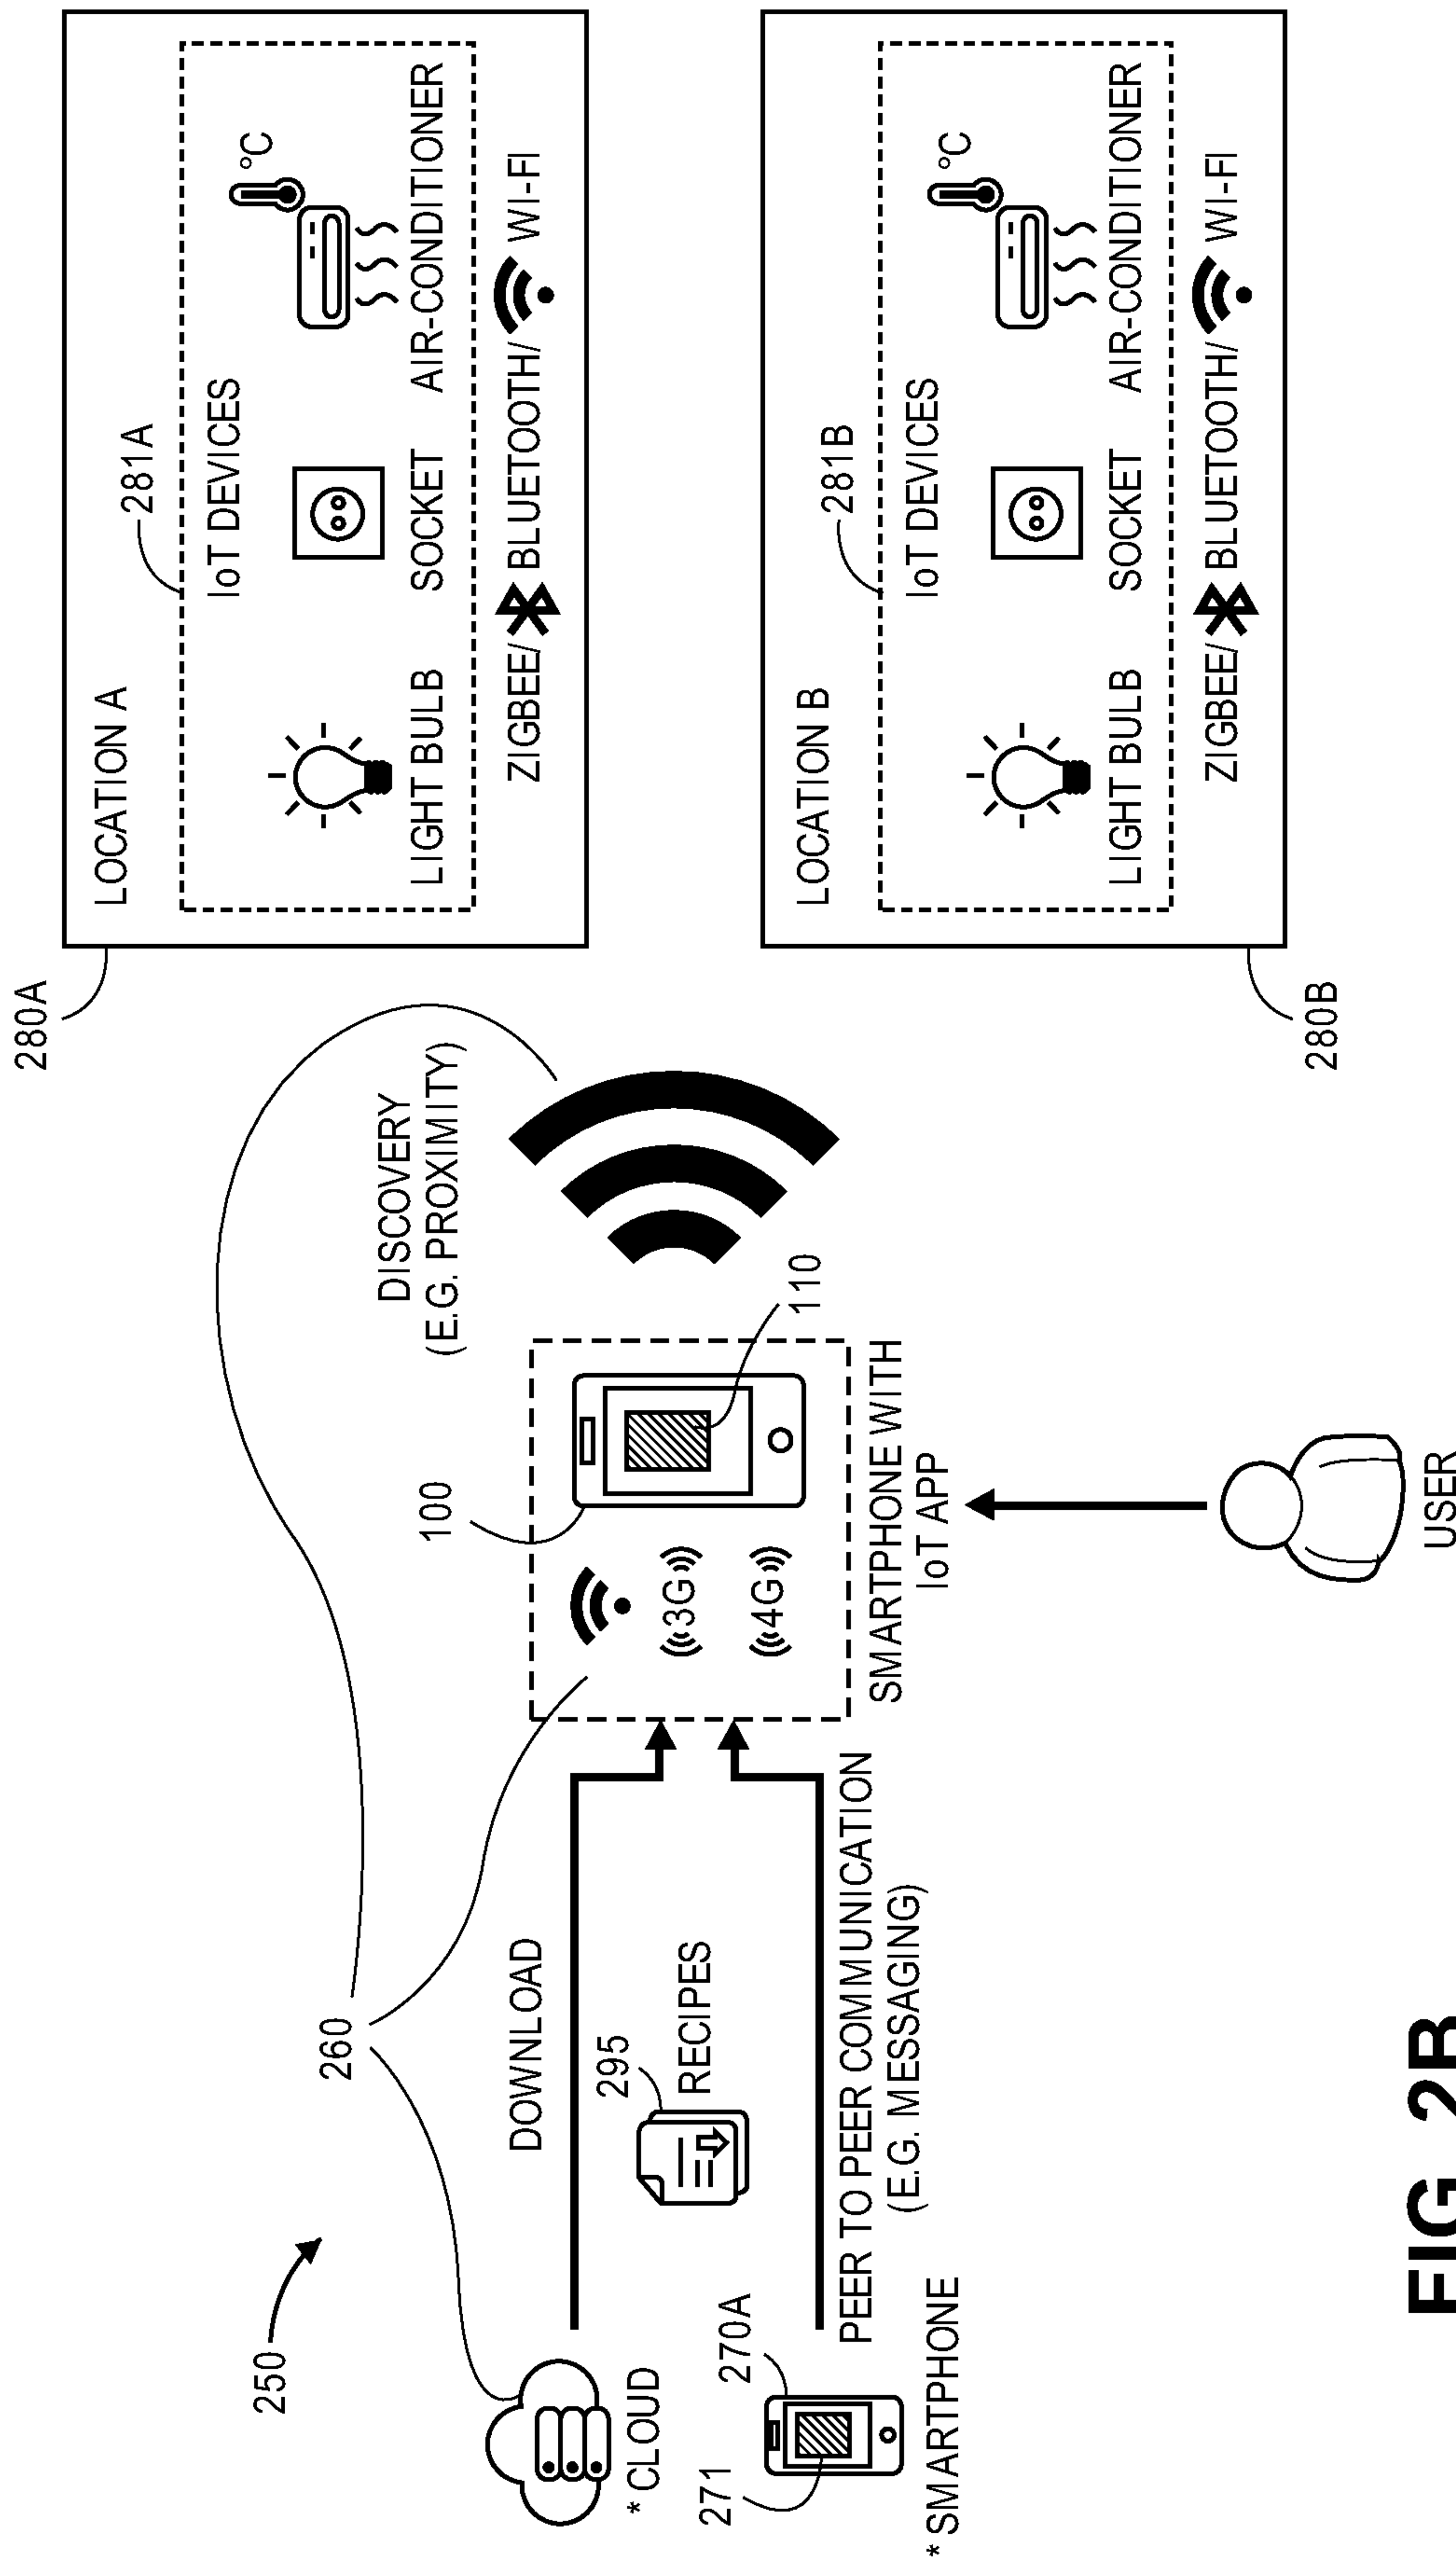 250
260
* CLOUD
DOWNLOAD
295
RECIPES
271
270A
* SMARTPHONE
PEER TO PEER COMMUNICATION
(E.G. MESSAGING)
100
3G
4G
110
SMARTPHONE WITH
IoT APP
USER
DISCOVERY
(E.G. PROXIMITY)
280A
LOCATION A
281A
IoT DEVICES
°C
LIGHT BULB
SOCKET
AIR-CONDITIONER
ZIGBEE/ BLUETOOTH/ WI-FI
280B
LOCATION B
281B
IoT DEVICES
°C
LIGHT BULB
SOCKET
AIR-CONDITIONER
ZIGBEE/ BLUETOOTH/ WI-FI
FIG. 2B